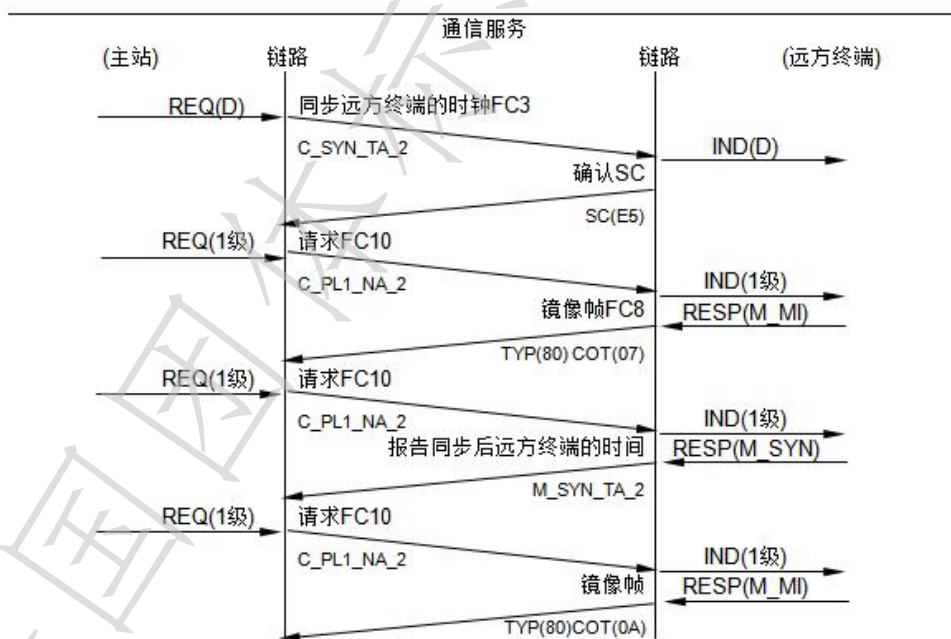 通信服务
(主站) 链路 链路 (远方终端)
REQ(D) 同步远方终端的时钟FC3
C_SYN_TA_2 IND(D)
确认SC
SC(E5)
REQ(1级) 请求FC10
C_PL1_NA_2 IND(1级)
镜像帧FC8 RESP(M_MI)
TYP(80) COT(07)
REQ(1级) 请求FC10
C_PL1_NA_2 IND(1级)
报告同步后远方终端的时间 RESP(M_SYN)
M_SYN_TA_2
REQ(1级) 请求FC10
C_PL1_NA_2 IND(1级)
镜像帧 RESP(M_MI)
TYP(80)COT(0A)
国团体标